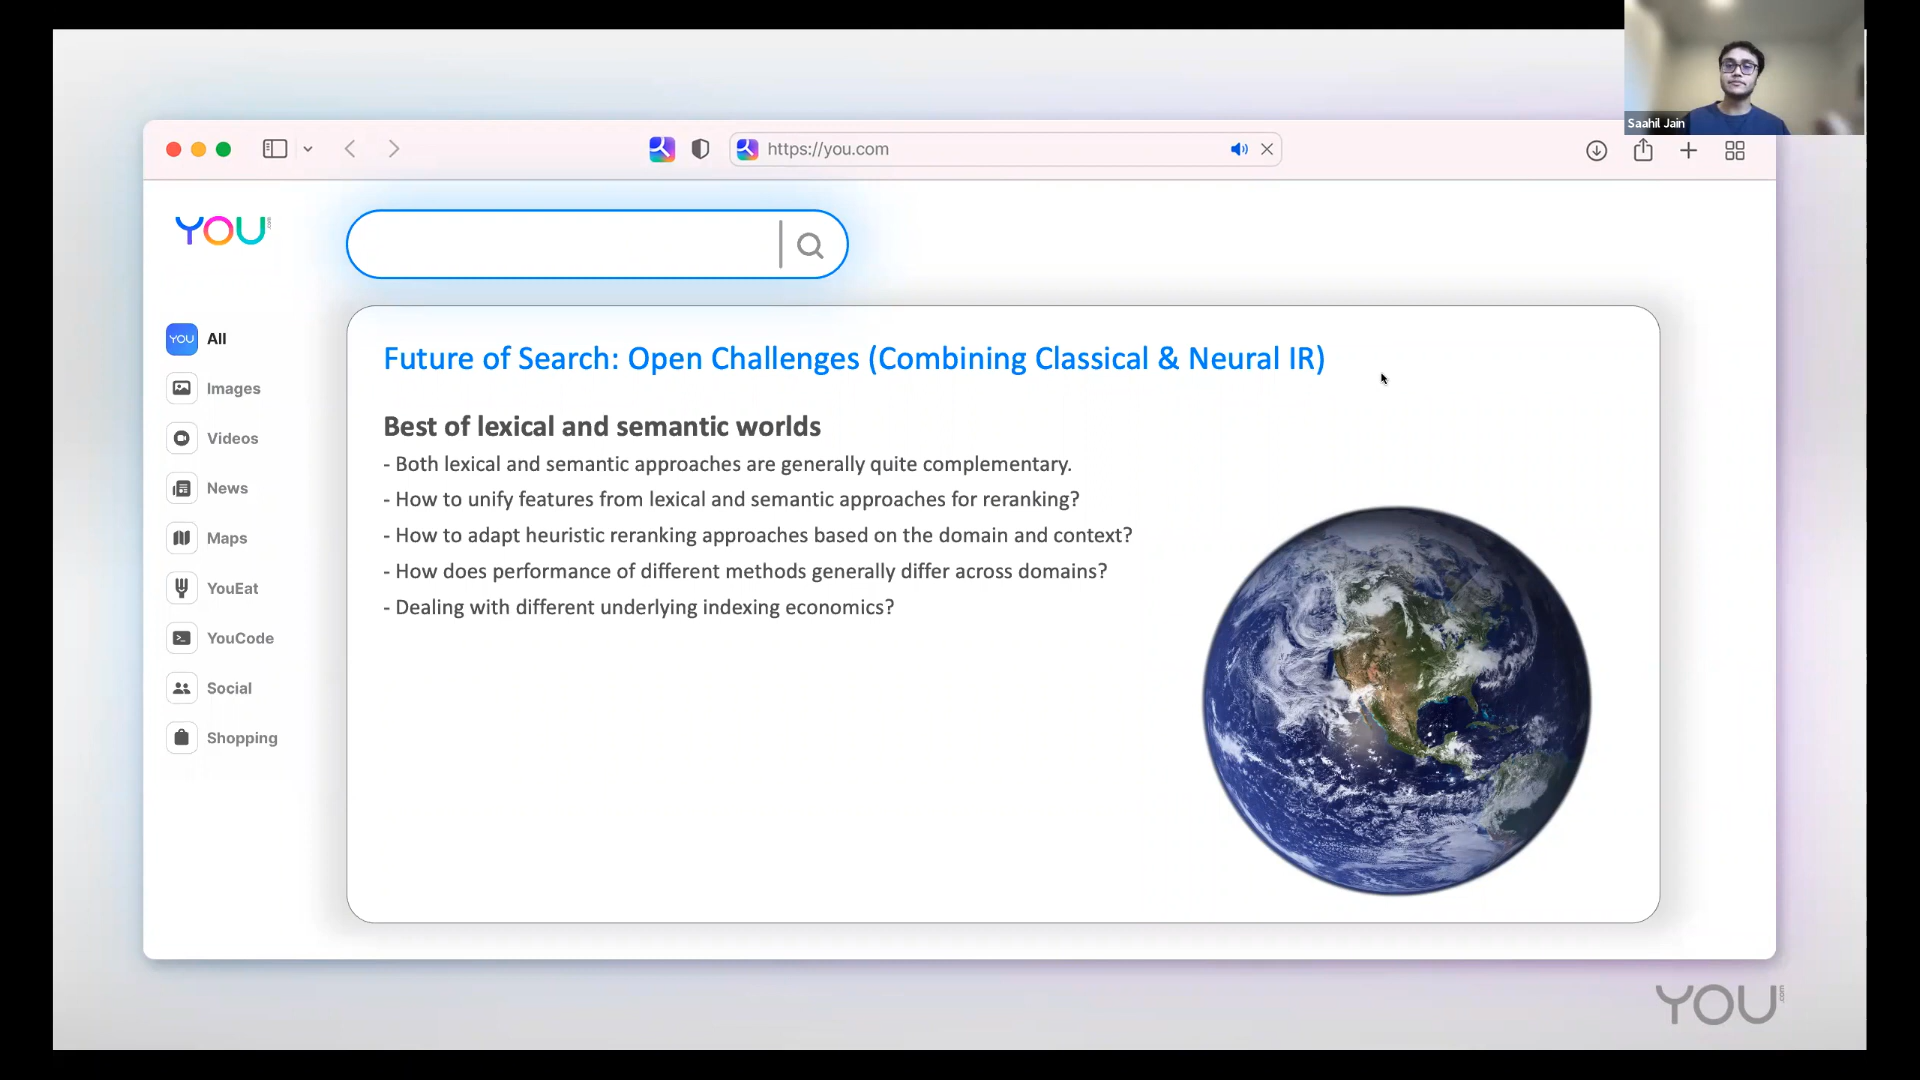 Saahil Jain
https://you.com
YOU.com
YOU All
Images
Videos
News
Maps
YouEat
YouCode
Social
Shopping
Future of Search: Open Challenges (Combining Classical & Neural IR)
Best of lexical and semantic worlds
- Both lexical and semantic approaches are generally quite complementary.
- How to unify features from lexical and semantic approaches for reranking?
- How to adapt heuristic reranking approaches based on the domain and context?
- How does performance of different methods generally differ across domains?
- Dealing with different underlying indexing economics?
YOU.com